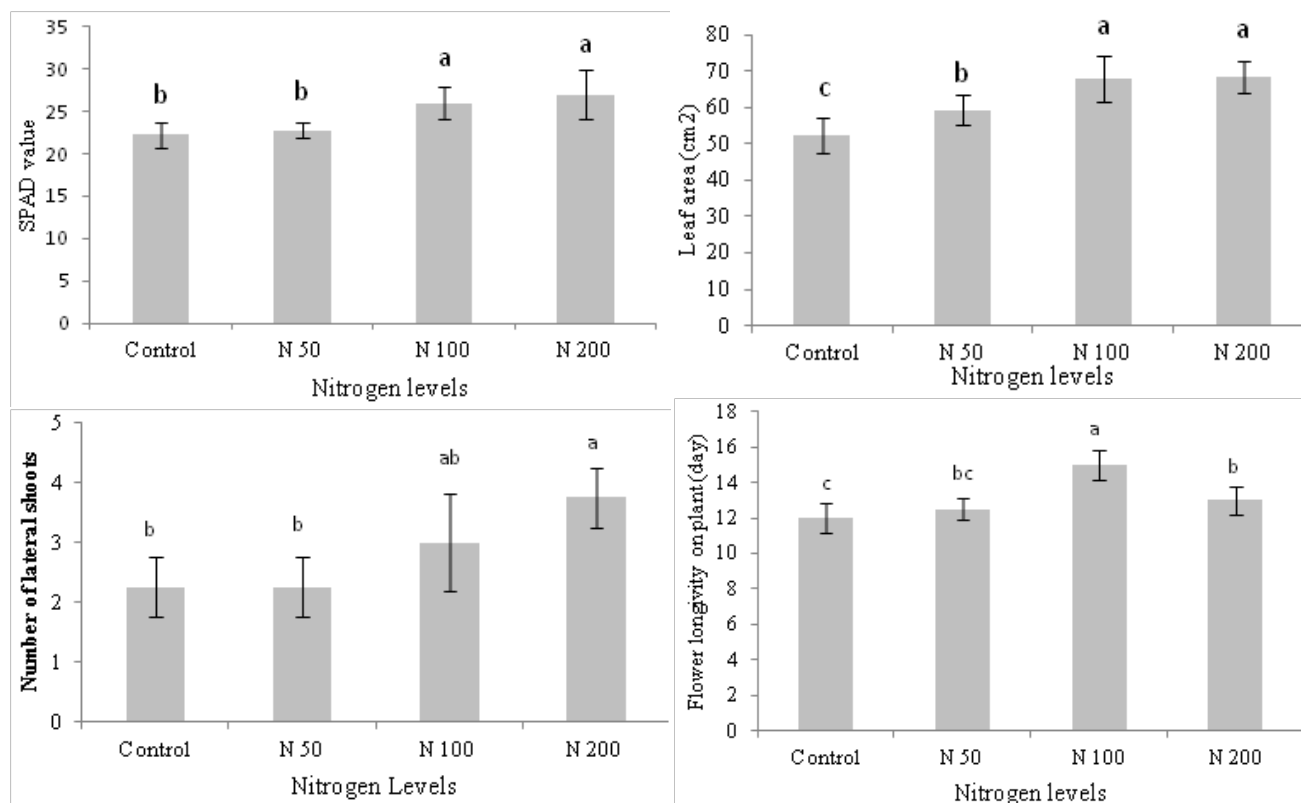 SPAD value
35
30
25
20
15
10
5
0
b
b
a
a
Control N 50 N 100 N 200
Nitrogen levels
Leaf area (cm2)
80
70
60
50
40
30
20
10
0
c
b
a
a
Control N 50 N 100 N 200
Nitrogen levels
Number of lateral shoots
5
4
3
2
1
0
b
b
ab
a
Control N 50 N 100 N 200
Nitrogen Levels
Flower longivity on plant (day)
18
16
14
12
10
8
6
4
2
0
c
bc
a
b
Control N 50 N 100 N 200
Nitrogen levels